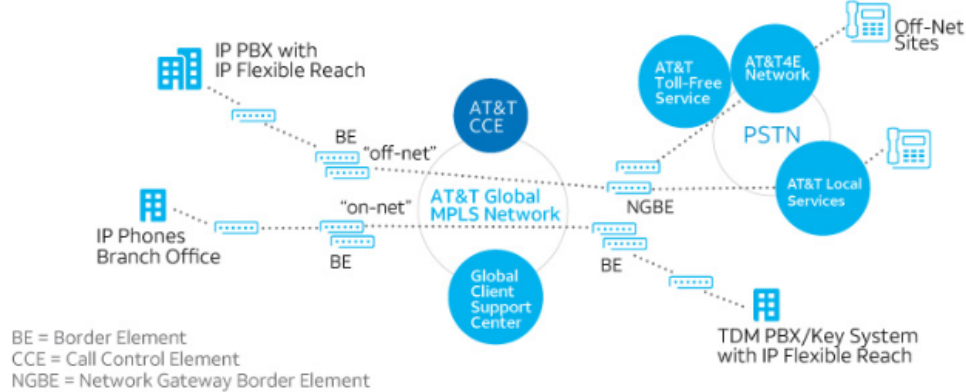 IP PBX with
IP Flexible Reach
Off-Net
Sites
AT&T
Toll-Free
Service
AT&T4E
Network
AT&T
CCE
PSTN
BE
"off-net"
AT&T Global
MPLS Network
AT&T Local
Services
"on-net"
NGBE
IP Phones
Branch Office
BE
BE
Global
Client
Support
Center
TDM PBX/Key System
with IP Flexible Reach
BE = Border Element
CCE = Call Control Element
NGBE = Network Gateway Border Element